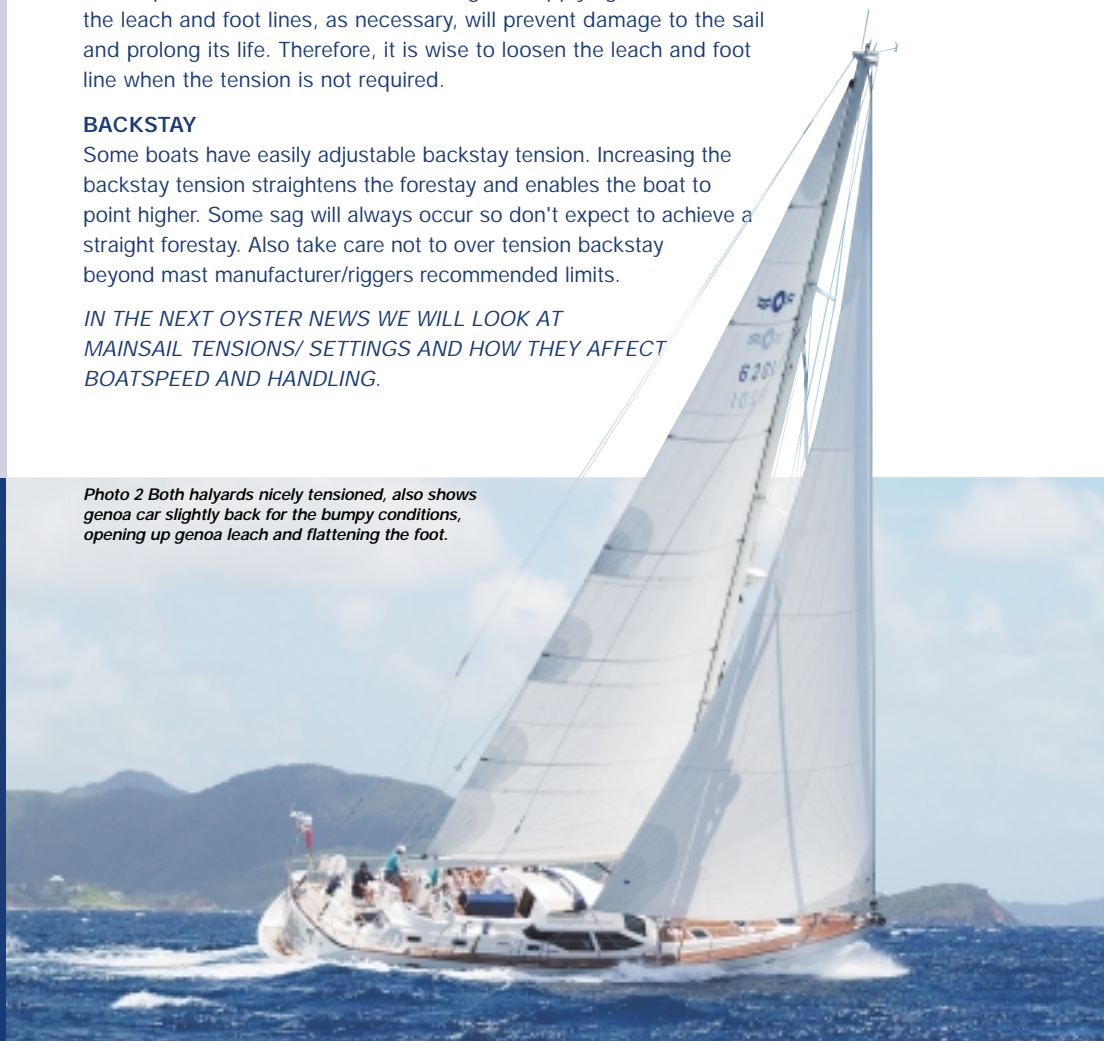 the leach and foot lines, as necessary, will prevent damage to the sail
and prolong its life. Therefore, it is wise to loosen the leach and foot
line when the tension is not required.
BACKSTAY
Some boats have easily adjustable backstay tension. Increasing the
backstay tension straightens the forestay and enables the boat to
point higher. Some sag will always occur so don't expect to achieve a
straight forestay. Also take care not to over tension backstay
beyond mast manufacturer/riggers recommended limits.
IN THE NEXT OYSTER NEWS WE WILL LOOK AT
MAINSAIL TENSIONS/ SETTINGS AND HOW THEY AFFECT
BOATSPEED AND HANDLING.
Photo 2 Both halyards nicely tensioned, also shows
genoa car slightly back for the bumpy conditions,
opening up genoa leach and flattening the foot.